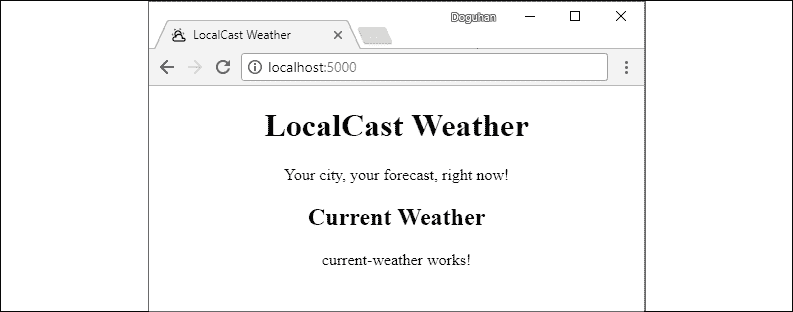 Doguhan
LocalCast Weather
localhost:5000
LocalCast Weather
Your city, your forecast, right now!
Current Weather
current-weather works!